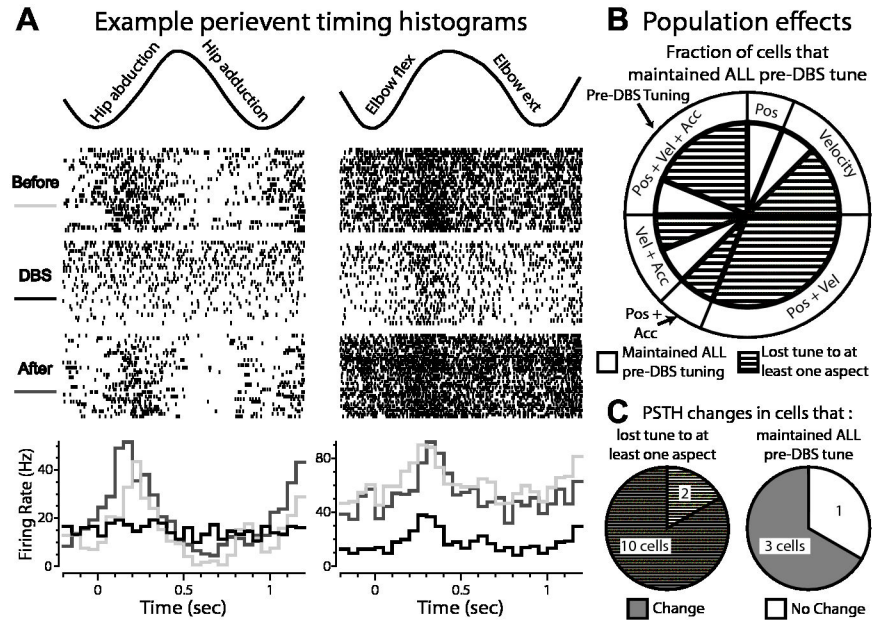 A Example perievent timing histograms
Hip abduction
Hip adduction
Elbow flex
Elbow ext
Before
DBS
After
Firing Rate (Hz)
40
20
0
80
40
0
0 0.5 1
0 0.5 1
Time (sec)
Time (sec)
B Population effects
Fraction of cells that
maintained ALL pre-DBS tune
Pre-DBS Tuning
Pos
Velocity
Pos + Vel
Pos +
Acc
Vel + Acc
Pos + Vel + Acc
Maintained ALL
pre-DBS tuning
Lost tune to at
least one aspect
C PSTH changes in cells that :
lost tune to at
least one aspect
maintained ALL
pre-DBS tune
2
10 cells
1
3 cells
Change
No Change